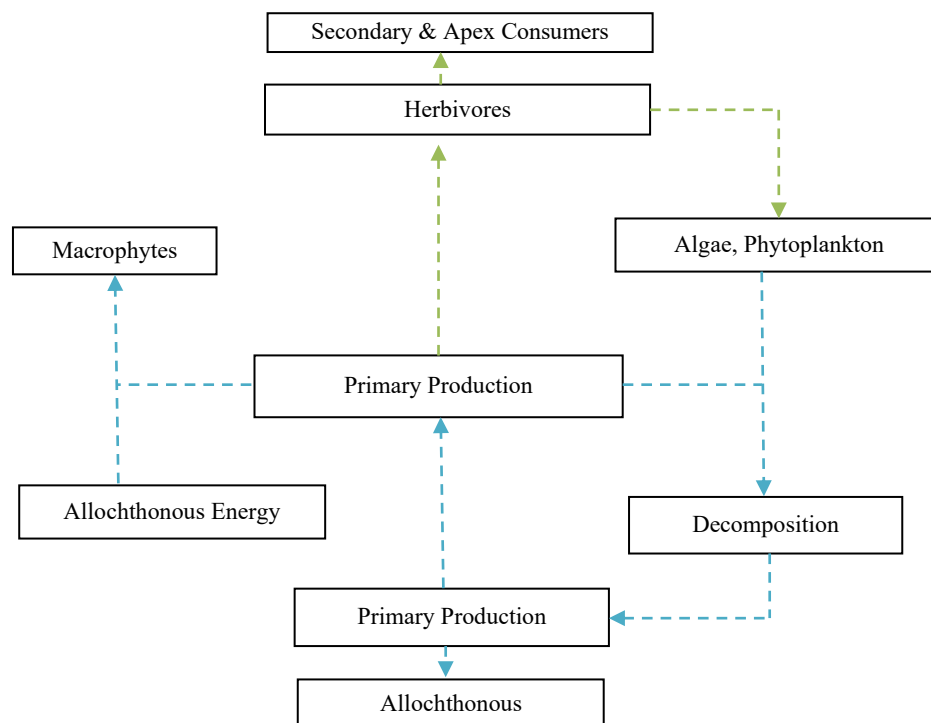 Secondary & Apex Consumers
Herbivores
Macrophytes
Algae, Phytoplankton
Primary Production
Allochthonous Energy
Decomposition
Primary Production
Allochthonous